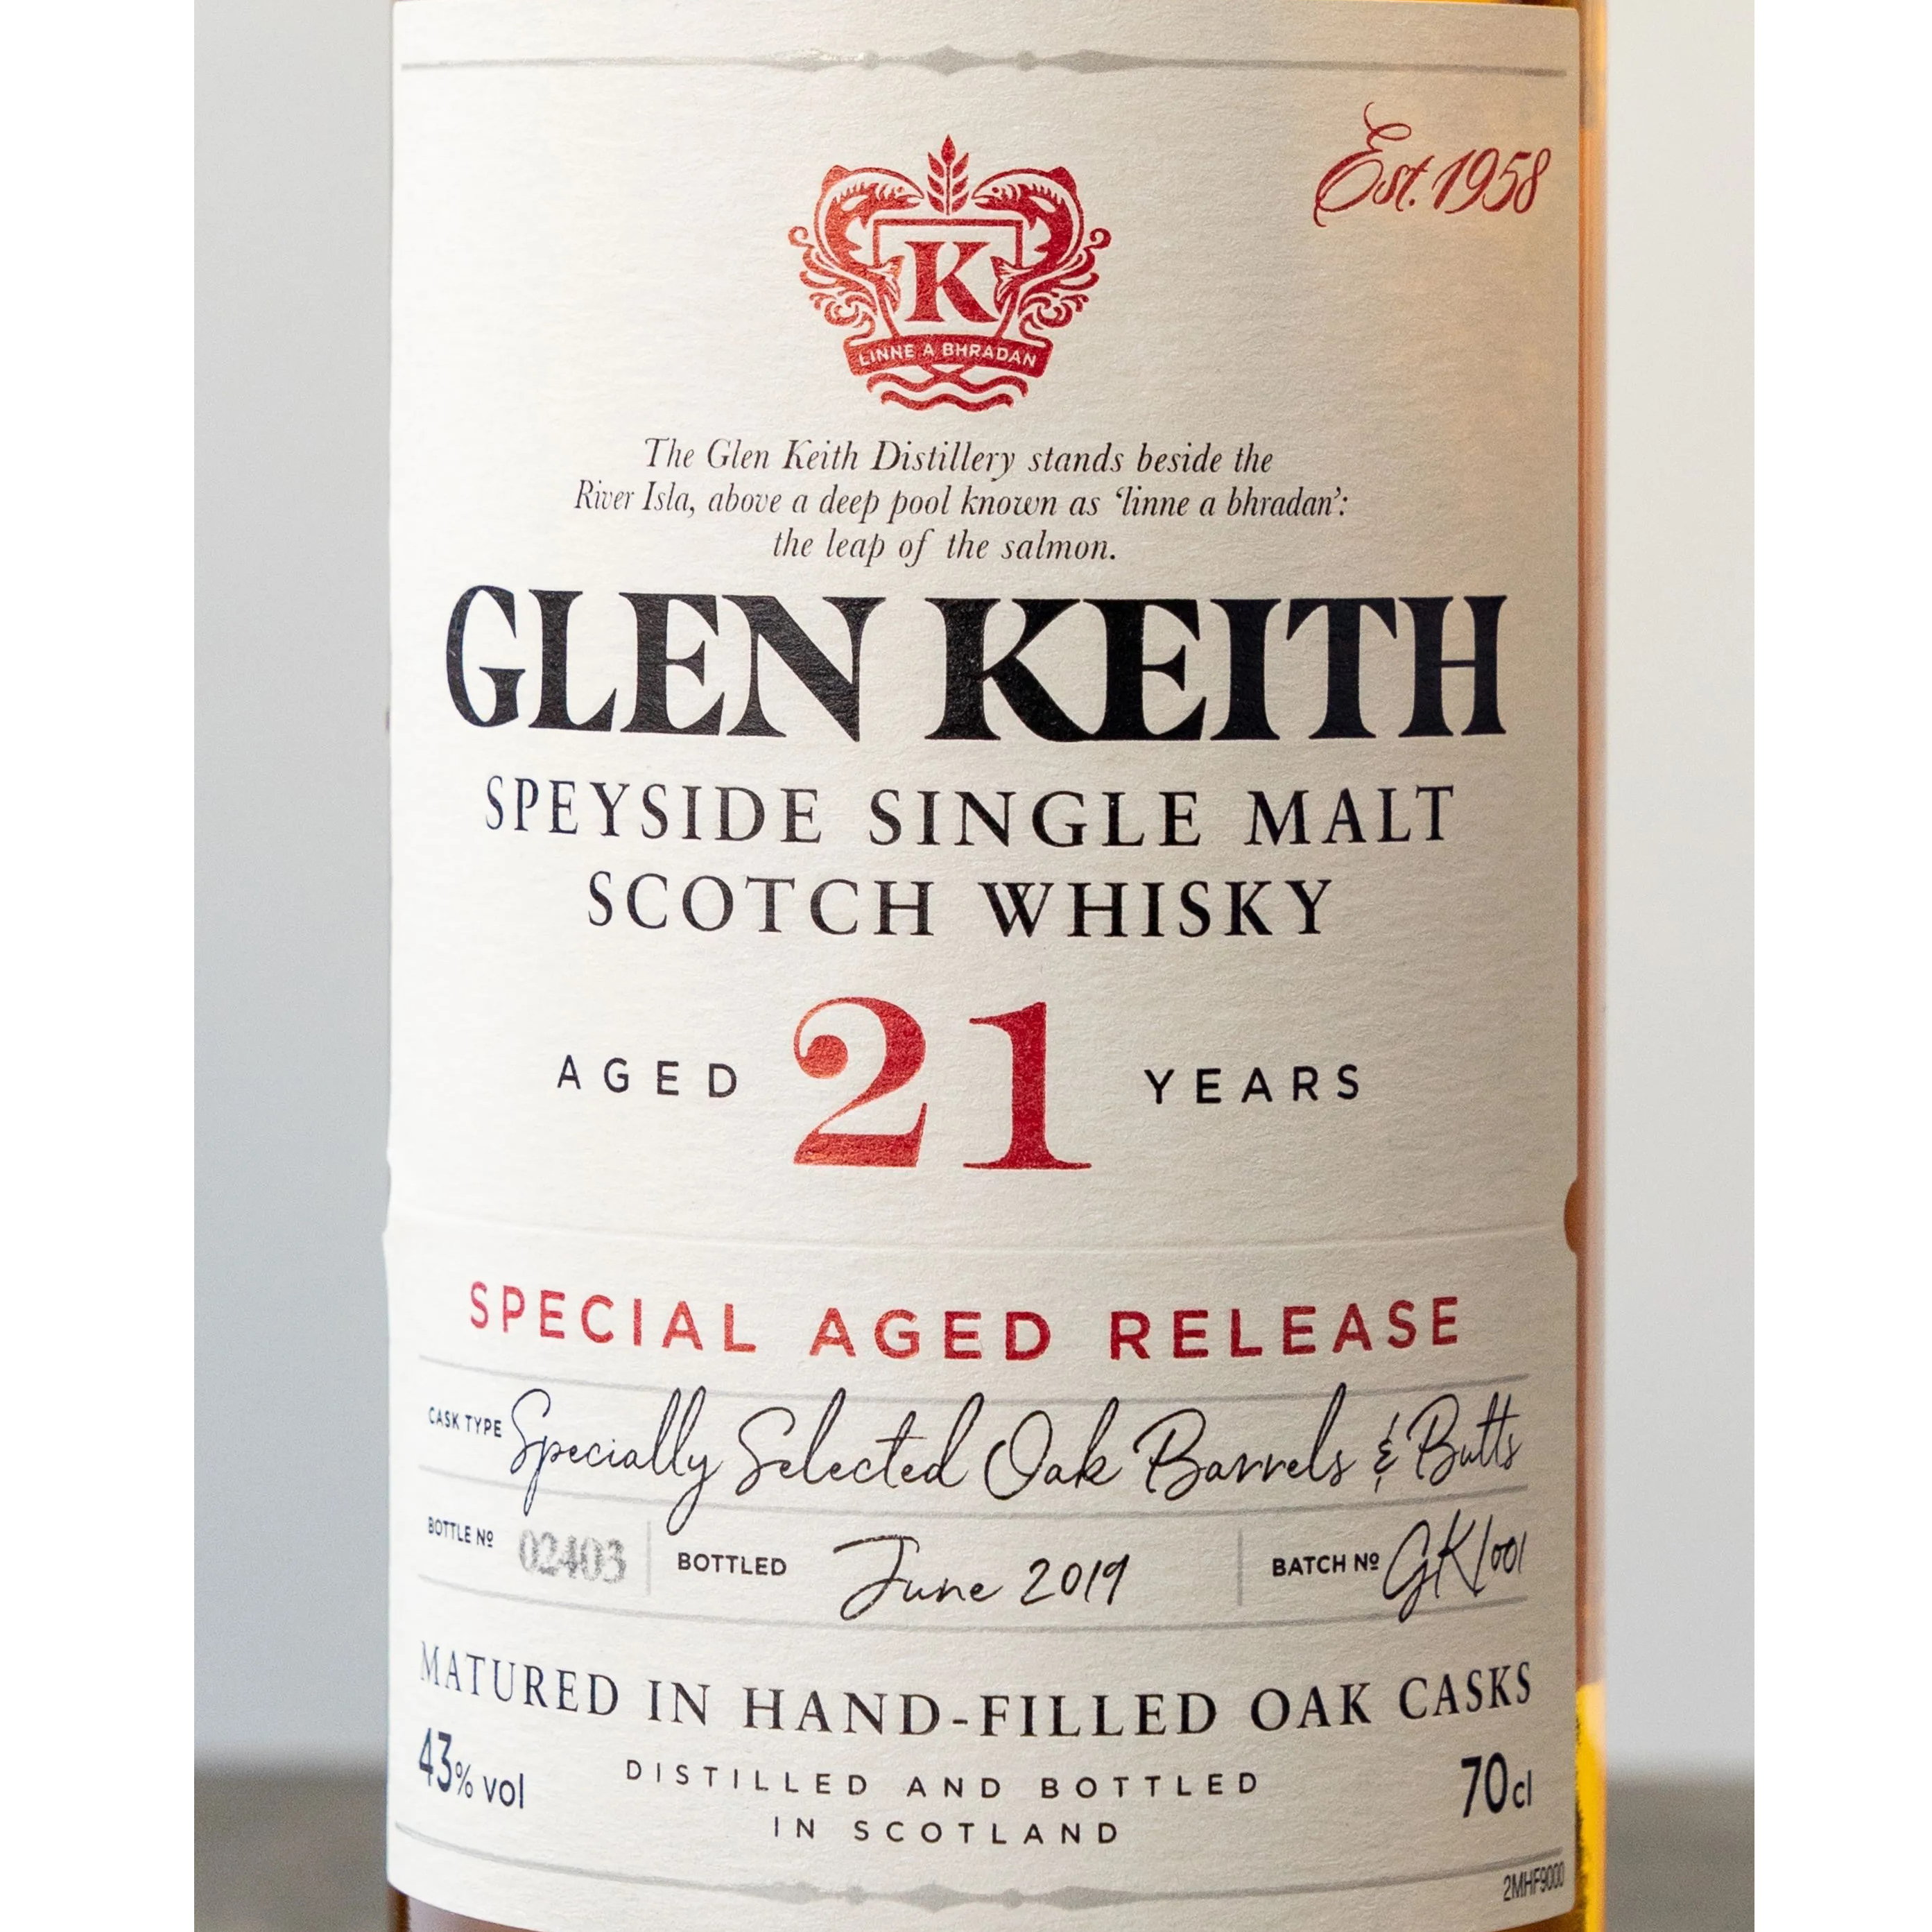 Est. 1958
K
LINNE A BHRADAN
The Glen Keith Distillery stands beside the
River Isla, above a deep pool known as ‘linne a bhradan’:
the leap of the salmon.
GLEN KEITH
SPEYSIDE SINGLE MALT
SCOTCH WHISKY
AGED 21 YEARS
SPECIAL AGED RELEASE
CASK TYPE Specially Selected Oak Barrels & Butts
BOTTLE Nº 02403 BOTTLED June 2019 BATCH Nº GK/001
MATURED IN HAND-FILLED OAK CASKS
43% vol DISTILLED AND BOTTLED 70cl
IN SCOTLAND
2MHF9000